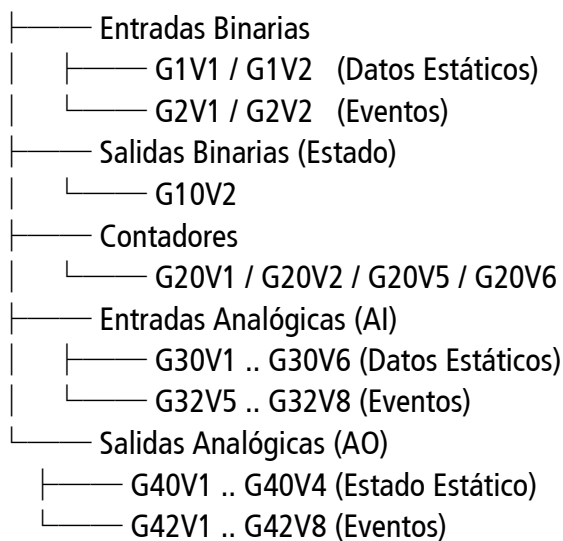 Entradas Binarias
G1V1 / G1V2 (Datos Estáticos)
G2V1 / G2V2 (Eventos)
Salidas Binarias (Estado)
G10V2
Contadores
G20V1 / G20V2 / G20V5 / G20V6
Entradas Analógicas (AI)
G30V1 .. G30V6 (Datos Estáticos)
G32V5 .. G32V8 (Eventos)
Salidas Analógicas (AO)
G40V1 .. G40V4 (Estado Estático)
G42V1 .. G42V8 (Eventos)